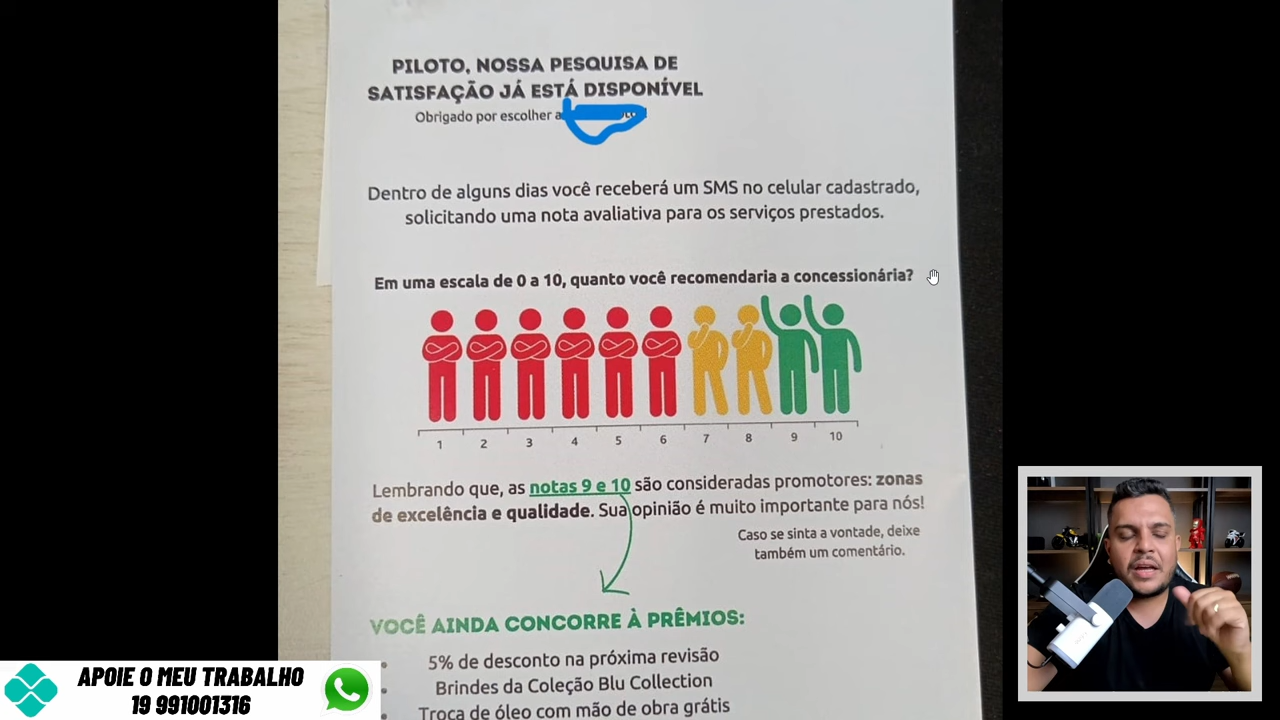 PILOTO, NOSSA PESQUISA DE
SATISFAÇÃO JÁ ESTÁ DISPONÍVEL
Obrigado por escolher a
Dentro de alguns dias você receberá um SMS no celular cadastrado,
solicitando uma nota avaliativa para os serviços prestados.
Em uma escala de 0 a 10, quanto você recomendaria a concessionária?
1 2 3 4 5 6 7 8 9 10
Lembrando que, as notas 9 e 10 são consideradas promotores: zonas
de excelência e qualidade. Sua opinião é muito importante para nós!
Caso se sinta a vontade, deixe
também um comentário.
VOCÊ AINDA CONCORRE À PRÊMIOS:
5% de desconto na próxima revisão
Brindes da Coleção Blu Collection
Troca de óleo com mão de obra grátis
APOIE O MEU TRABALHO
19 991001316